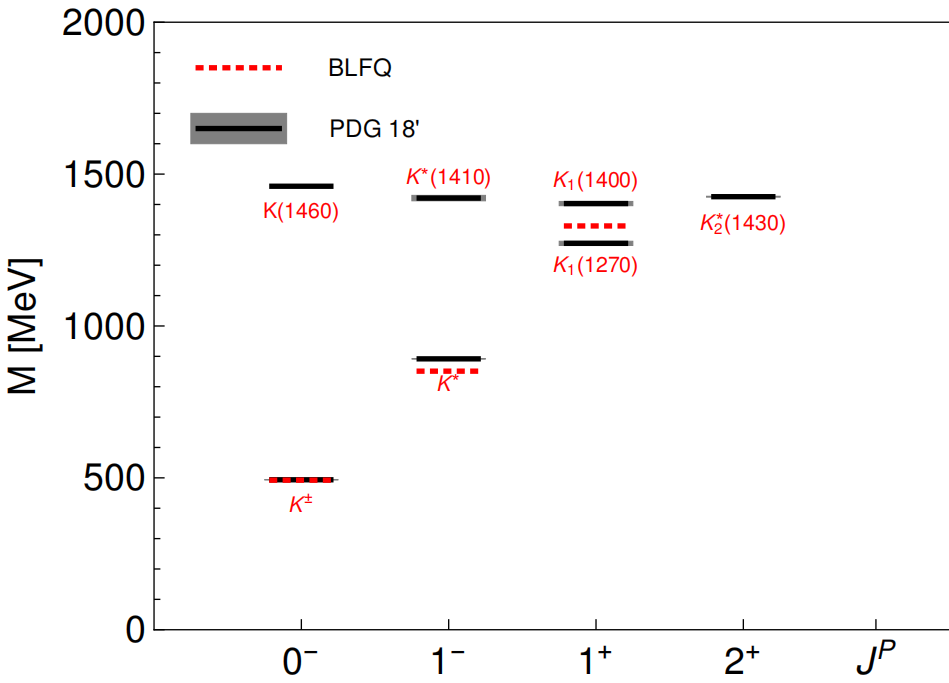 2000
BLFQ
PDG 18'
1500
K*(1410)
K₁(1400)
K(1460)
K₂*(1430)
K₁(1270)
M [MeV]
1000
K*
500
K±
0
0⁻ 1⁻ 1⁺ 2⁺ Jᴾ